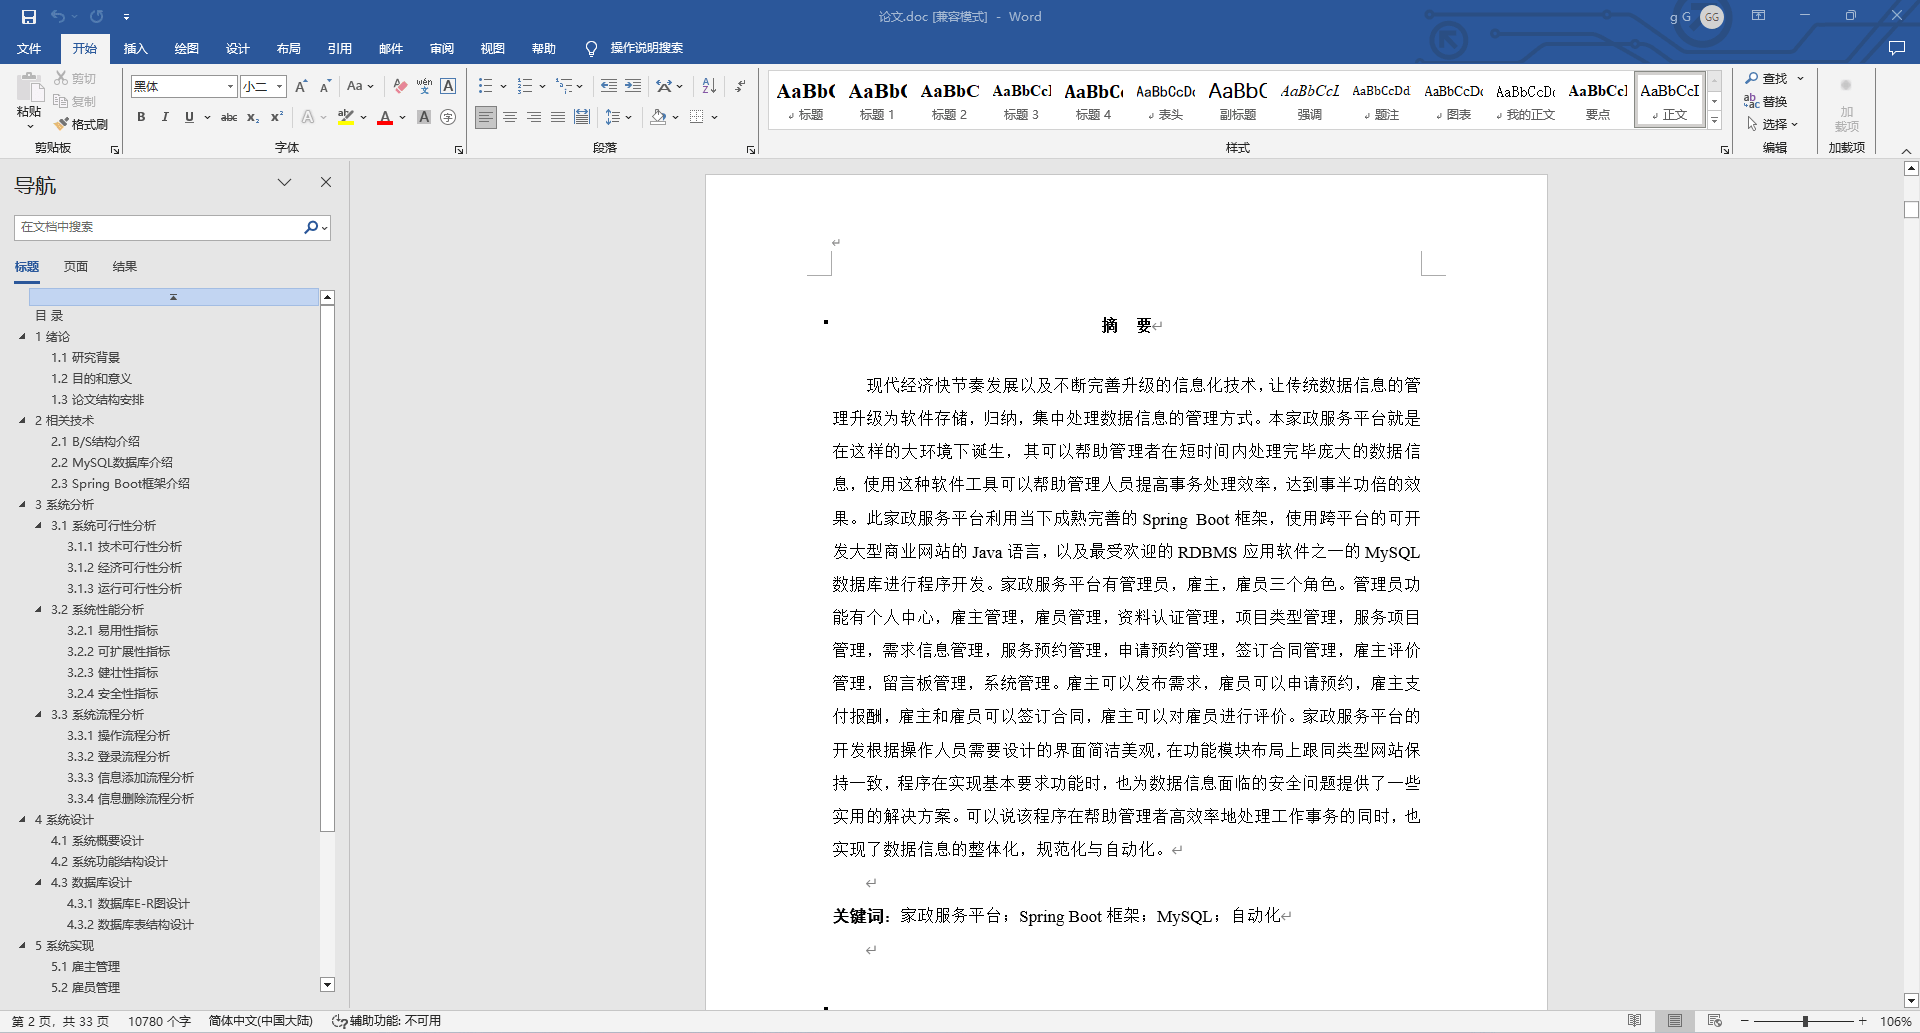 论文.doc [兼容模式] - Word
g G
GG
文件
开始
插入
绘图
设计
布局
引用
邮件
审阅
视图
帮助
操作说明搜索
粘贴
剪切
复制
格式刷
剪贴板
黑体
小二
字体
段落
AaBbC 标题
AaBbC 标题 1
AaBbC 标题 2
AaBbCcI 标题 3
AaBbC 标题 4
AaBbCcDc 表头
AaBbC 副标题
AaBbCcL 强调
AaBbCcDd 题注
AaBbCcDc 图表
AaBbCcDc 我的正文
AaBbCcI 要点
AaBbCcI 正文
样式
查找
替换
选择
编辑
加载项
加载项
导航
在文档中搜索
标题
页面
结果
目 录
1 绪论
1.1 研究背景
1.2 目的和意义
1.3 论文结构安排
2 相关技术
2.1 B/S结构介绍
2.2 MySQL数据库介绍
2.3 Spring Boot框架介绍
3 系统分析
3.1 系统可行性分析
3.1.1 技术可行性分析
3.1.2 经济可行性分析
3.1.3 运行可行性分析
3.2 系统性能分析
3.2.1 易用性指标
3.2.2 可扩展性指标
3.2.3 健壮性指标
3.2.4 安全性指标
3.3 系统流程分析
3.3.1 操作流程分析
3.3.2 登录流程分析
3.3.3 信息添加流程分析
3.3.4 信息删除流程分析
4 系统设计
4.1 系统概要设计
4.2 系统功能结构设计
4.3 数据库设计
4.3.1 数据库E-R图设计
4.3.2 数据库表结构设计
5 系统实现
5.1 雇主管理
5.2 雇员管理
摘 要
现代经济快节奏发展以及不断完善升级的信息化技术，让传统数据信息的管
理升级为软件存储，归纳，集中处理数据信息的管理方式。本家政服务平台就是
在这样的大环境下诞生，其可以帮助管理者在短时间内处理完毕庞大的数据信
息，使用这种软件工具可以帮助管理人员提高事务处理效率，达到事半功倍的效
果。此家政服务平台利用当下成熟完善的 Spring Boot 框架，使用跨平台的可开
发大型商业网站的 Java 语言，以及最受欢迎的 RDBMS 应用软件之一的 MySQL
数据库进行程序开发。家政服务平台有管理员，雇主，雇员三个角色。管理员功
能有个人中心，雇主管理，雇员管理，资料认证管理，项目类型管理，服务项目
管理，需求信息管理，服务预约管理，申请预约管理，签订合同管理，雇主评价
管理，留言板管理，系统管理。雇主可以发布需求，雇员可以申请预约，雇主支
付报酬，雇主和雇员可以签订合同，雇主可以对雇员进行评价。家政服务平台的
开发根据操作人员需要设计的界面简洁美观，在功能模块布局上跟同类型网站保
持一致，程序在实现基本要求功能时，也为数据信息面临的安全问题提供了一些
实用的解决方案。可以说该程序在帮助管理者高效率地处理工作事务的同时，也
实现了数据信息的整体化，规范化与自动化。
关键词：家政服务平台；Spring Boot 框架；MySQL；自动化
第 2 页，共 33 页
10780 个字
简体中文(中国大陆)
辅助功能: 不可用
106%